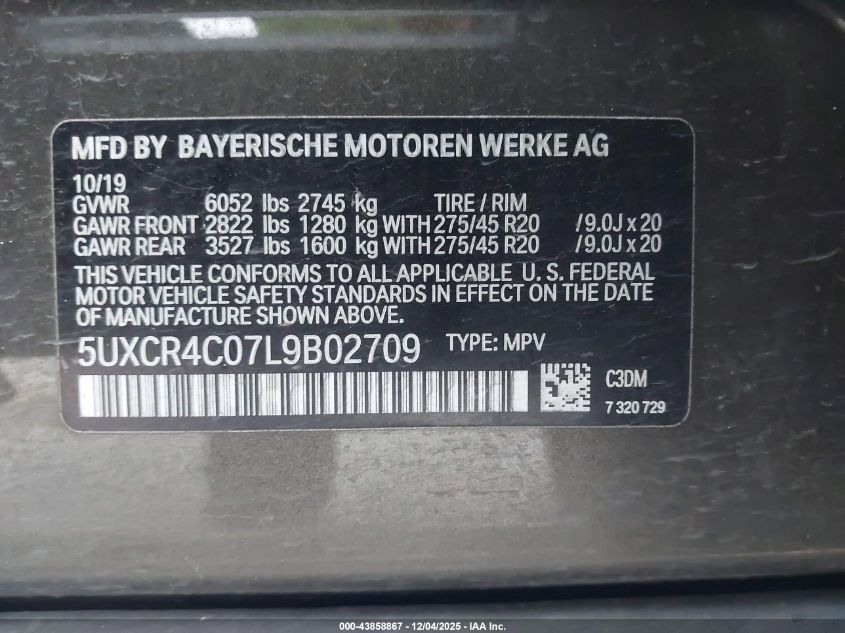 MFD BY BAYERISCHE MOTOREN WERKE AG
10/19
GVWR 6052 lbs 2745 kg TIRE / RIM
GAWR FRONT 2822 lbs 1280 kg WITH 275/45 R20 /9.0J x 20
GAWR REAR 3527 lbs 1600 kg WITH 275/45 R20 /9.0J x 20
THIS VEHICLE CONFORMS TO ALL APPLICABLE U. S. FEDERAL
MOTOR VEHICLE SAFETY STANDARDS IN EFFECT ON THE DATE
OF MANUFACTURE SHOWN ABOVE.
5UXCR4C07L9B02709 TYPE: MPV
C3DM
7 320 729
000-43858867 - 12/04/2025 - IAA Inc.